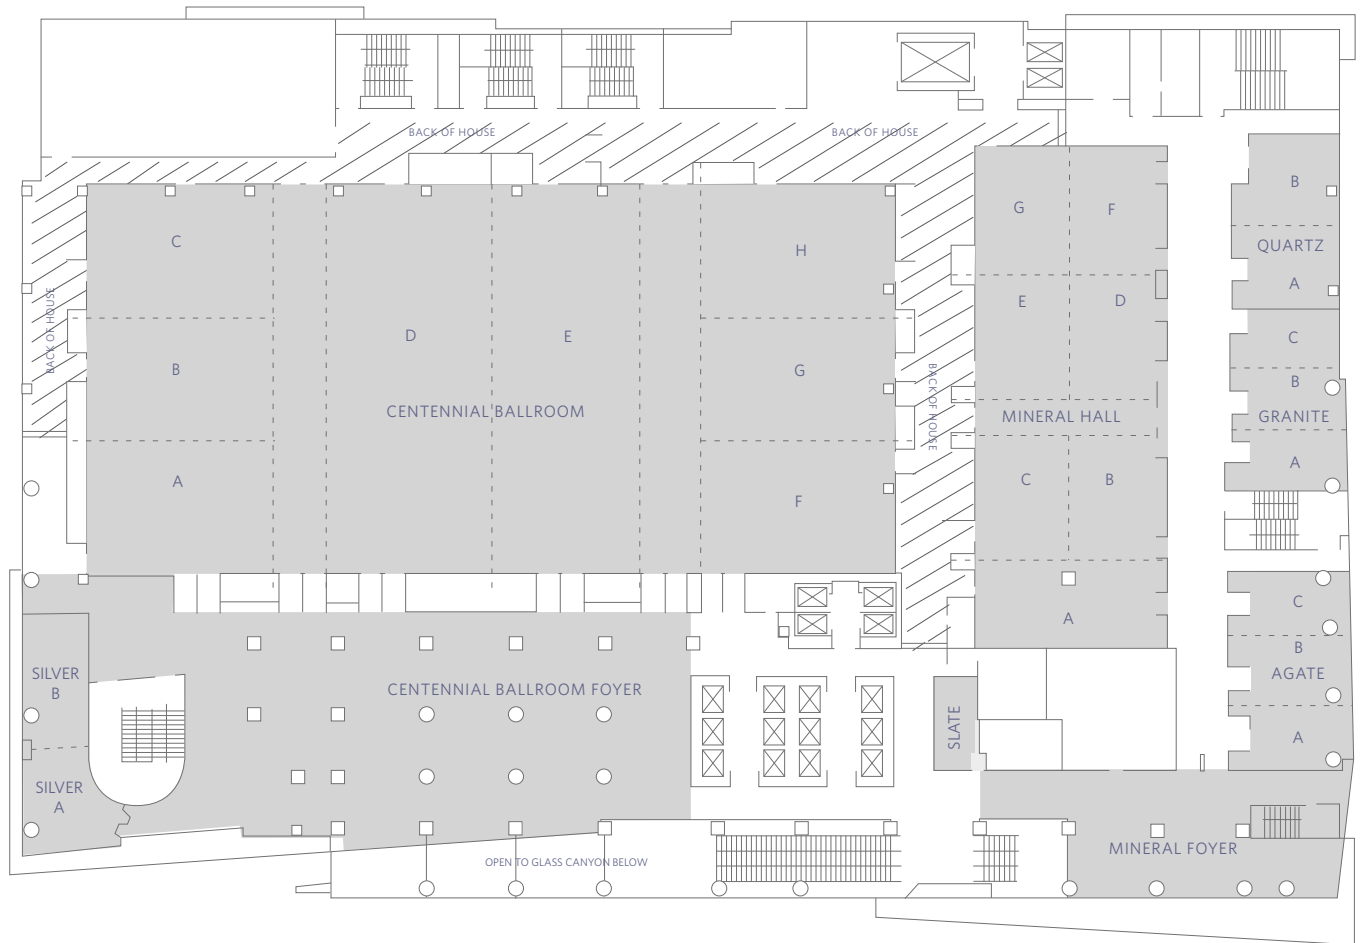 BACK OF HOUSE
BACK OF HOUSE
BACK OF HOUSE
BACK OF HOUSE
C
B
A
D
E
H
G
F
CENTENNIAL BALLROOM
G
F
E
D
MINERAL HALL
C
B
A
B
QUARTZ
A
C
B
GRANITE
A
C
B
AGATE
A
SILVER
B
SILVER
A
CENTENNIAL BALLROOM FOYER
SLATE
OPEN TO GLASS CANYON BELOW
MINERAL FOYER